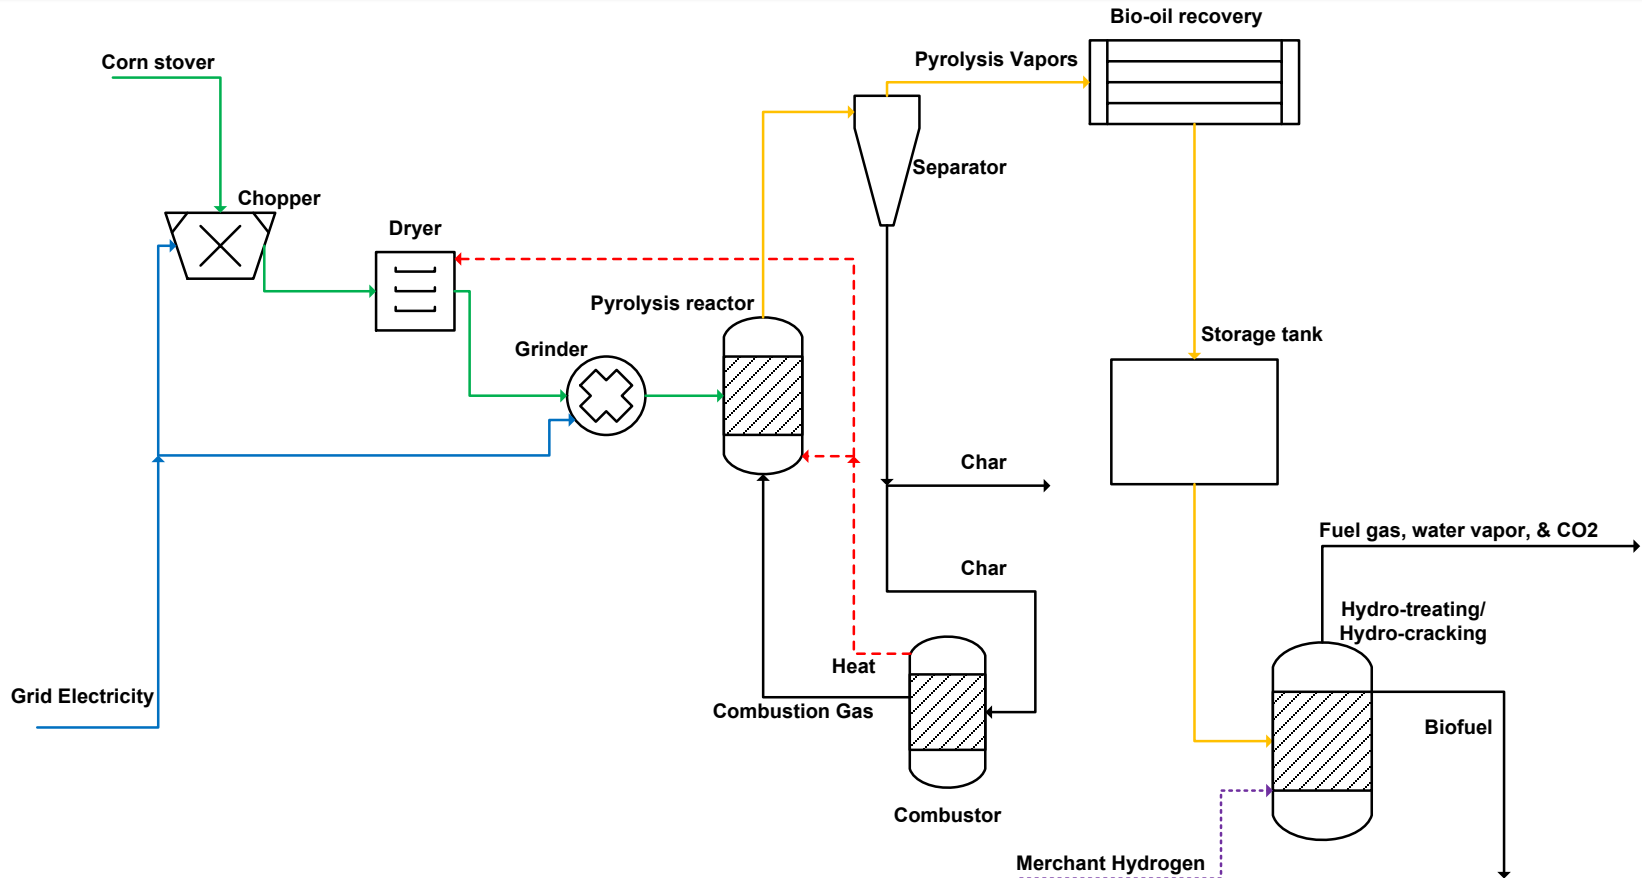 Bio-oil recovery
Corn stover
Pyrolysis Vapors
Separator
Chopper
Dryer
Pyrolysis reactor
Storage tank
Grinder
Char
Fuel gas, water vapor, & CO2
Char
Hydro-treating/
Hydro-cracking
Heat
Grid Electricity
Combustion Gas
Biofuel
Combustor
Merchant Hydrogen